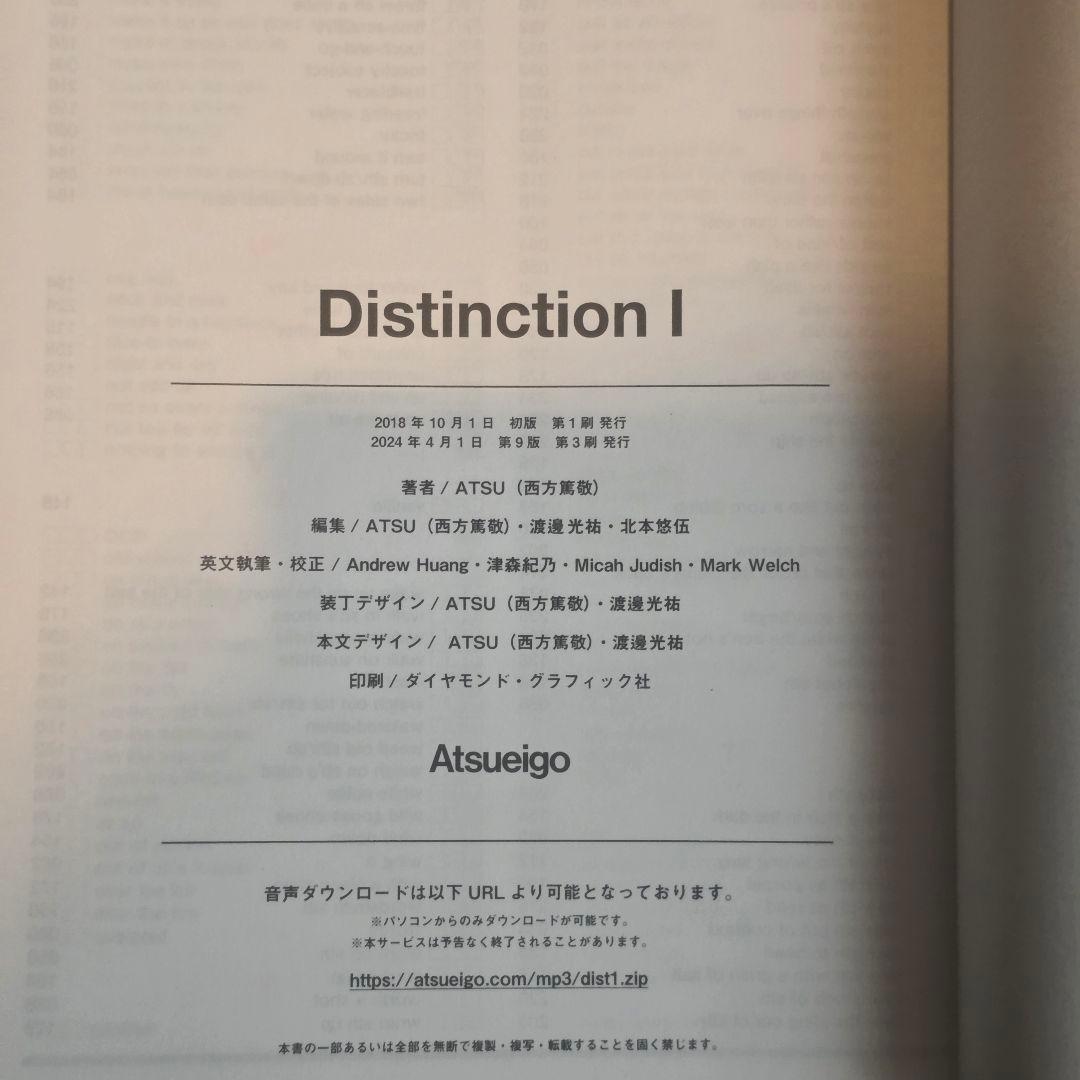 Distinction I
2018 年 10 月 1 日　初版　第 1 刷 発行
2024 年 4 月 1 日　第 9 版　第 3 刷 発行
著者 / ATSU（西方篤敬）
編集 / ATSU（西方篤敬）・渡邊光祐・北本悠伍
英文執筆・校正 / Andrew Huang・津森紀乃・Micah Judish・Mark Welch
装丁デザイン / ATSU（西方篤敬）・渡邊光祐
本文デザイン / ATSU（西方篤敬）・渡邊光祐
印刷 / ダイヤモンド・グラフィック社
Atsueigo
音声ダウンロードは以下 URL より可能となっております。
※パソコンからのみダウンロードが可能です。
※本サービスは予告なく終了されることがあります。
https://atsueigo.com/mp3/dist1.zip
本書の一部あるいは全部を無断で複製・複写・転載することを固く禁じます。